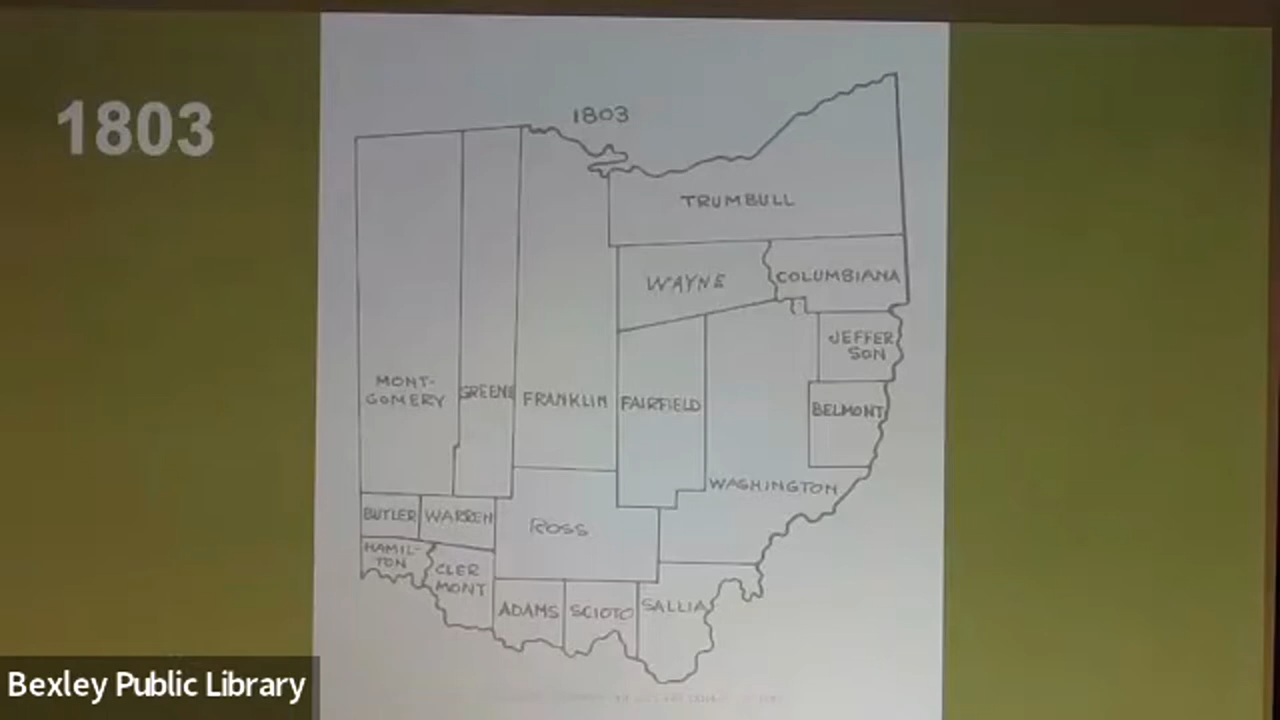 1803
1803
TRUMBULL
WAYNE
COLUMBIANA
JEFFER
SON
MONT-
GOMERY
GREENE
FRANKLIN
FAIRFIELD
BELMONT
WASHINGTON
BUTLER
WARREN
ROSS
HAMIL-
TON
CLER
MONT
ADAMS
SCIOTO
SALLIA
Bexley Public Library